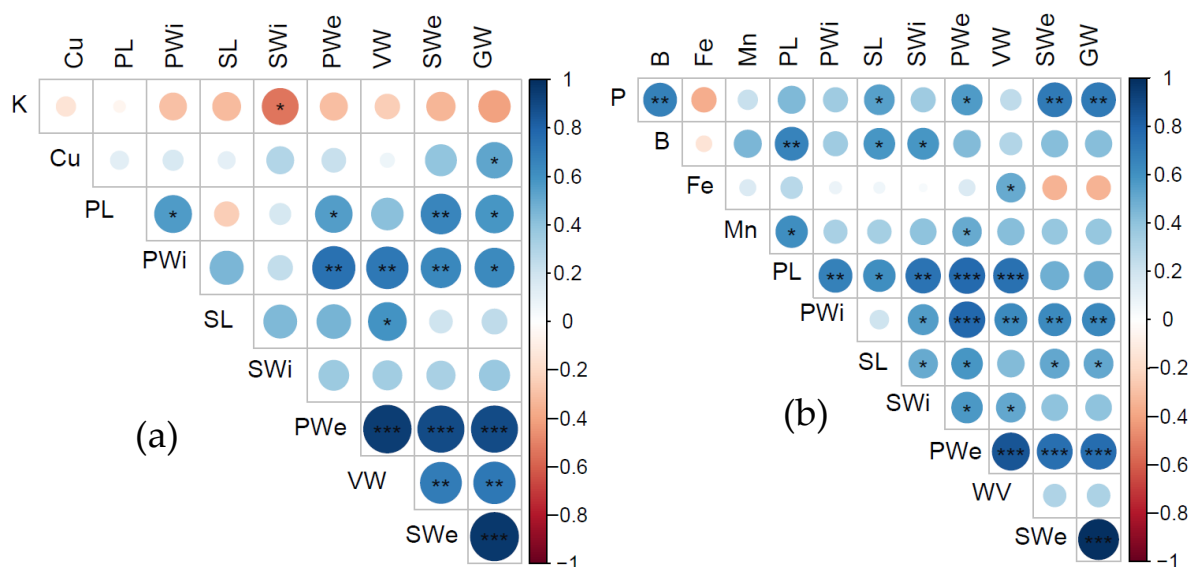 Cu PL PWi SL SWi PWe VW SWe GW
K *
Cu *
PL * * ** *
PWi ** ** ** *
SL *
SWi
PWe *** *** ***
VW ** **
SWe ***
(a)
1
0.8
0.6
0.4
0.2
0
−0.2
−0.4
−0.6
−0.8
−1
B Fe Mn PL PWi SL SWi PWe VW SWe GW
P ** * * ** **
B ** * *
Fe *
Mn * *
PL ** * ** *** ***
PWi * *** ** ** **
SL * * * *
SWi * *
PWe *** *** ***
WV
SWe ***
(b)
1
0.8
0.6
0.4
0.2
0
−0.2
−0.4
−0.6
−0.8
−1